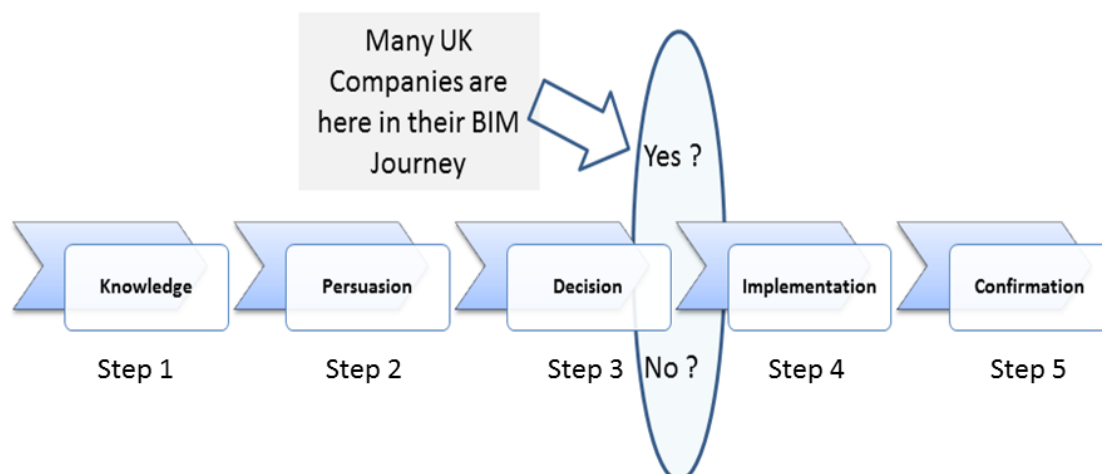 Many UK
Companies are
here in their BIM
Journey
Yes ?
Knowledge
Persuasion
Decision
Implementation
Confirmation
Step 1
Step 2
Step 3
No ?
Step 4
Step 5